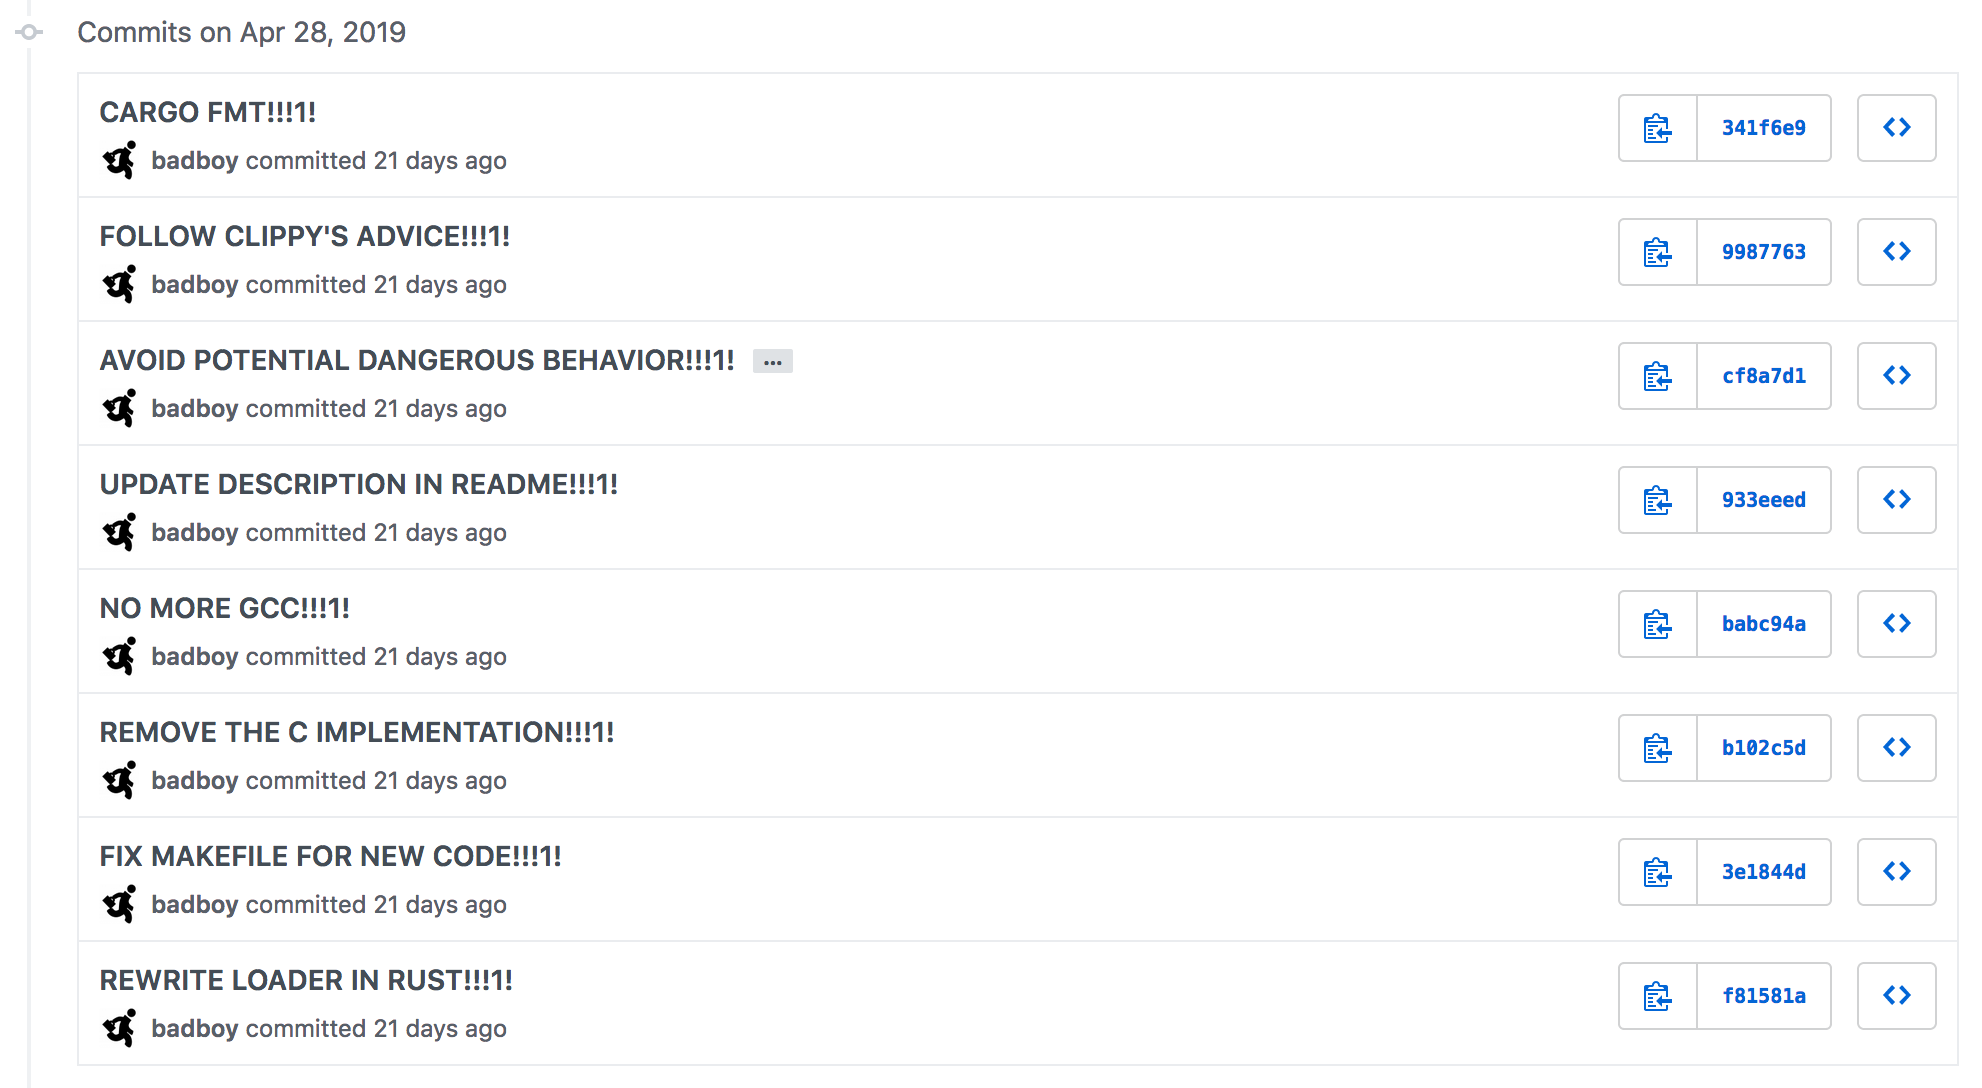 Commits on Apr 28, 2019
CARGO FMT!!!1!
badboy committed 21 days ago
341f6e9
FOLLOW CLIPPY'S ADVICE!!!1!
badboy committed 21 days ago
9987763
AVOID POTENTIAL DANGEROUS BEHAVIOR!!!1! …
badboy committed 21 days ago
cf8a7d1
UPDATE DESCRIPTION IN README!!!1!
badboy committed 21 days ago
933eeed
NO MORE GCC!!!1!
badboy committed 21 days ago
babc94a
REMOVE THE C IMPLEMENTATION!!!1!
badboy committed 21 days ago
b102c5d
FIX MAKEFILE FOR NEW CODE!!!1!
badboy committed 21 days ago
3e1844d
REWRITE LOADER IN RUST!!!1!
badboy committed 21 days ago
f81581a